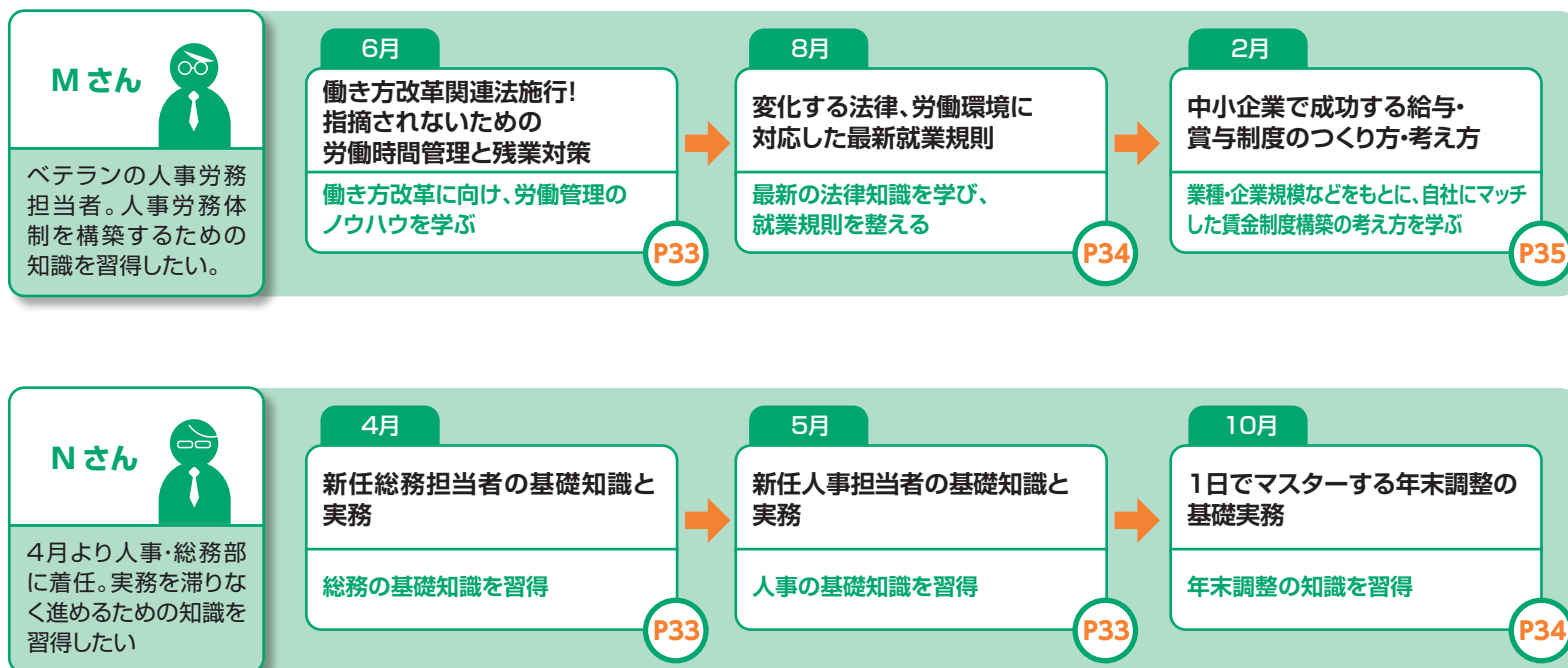 Mさん
ベテランの人事労務
担当者。人事労務体
制を構築するための
知識を習得したい。
6月
働き方改革関連法施行!
指摘されないための
労働時間管理と残業対策
働き方改革に向け、労働管理の
ノウハウを学ぶ
P33
8月
変化する法律、労働環境に
対応した最新就業規則
最新の法律知識を学び、
就業規則を整える
P34
2月
中小企業で成功する給与・
賞与制度のつくり方・考え方
業種・企業規模などをもとに、自社にマッチ
した賃金制度構築の考え方を学ぶ
P35
Nさん
4月より人事・総務部
に着任。実務を滞りな
く進めるための知識を
習得したい
4月
新任総務担当者の基礎知識と
実務
総務の基礎知識を習得
P33
5月
新任人事担当者の基礎知識と
実務
人事の基礎知識を習得
P33
10月
1日でマスターする年末調整の
基礎実務
年末調整の知識を習得
P34